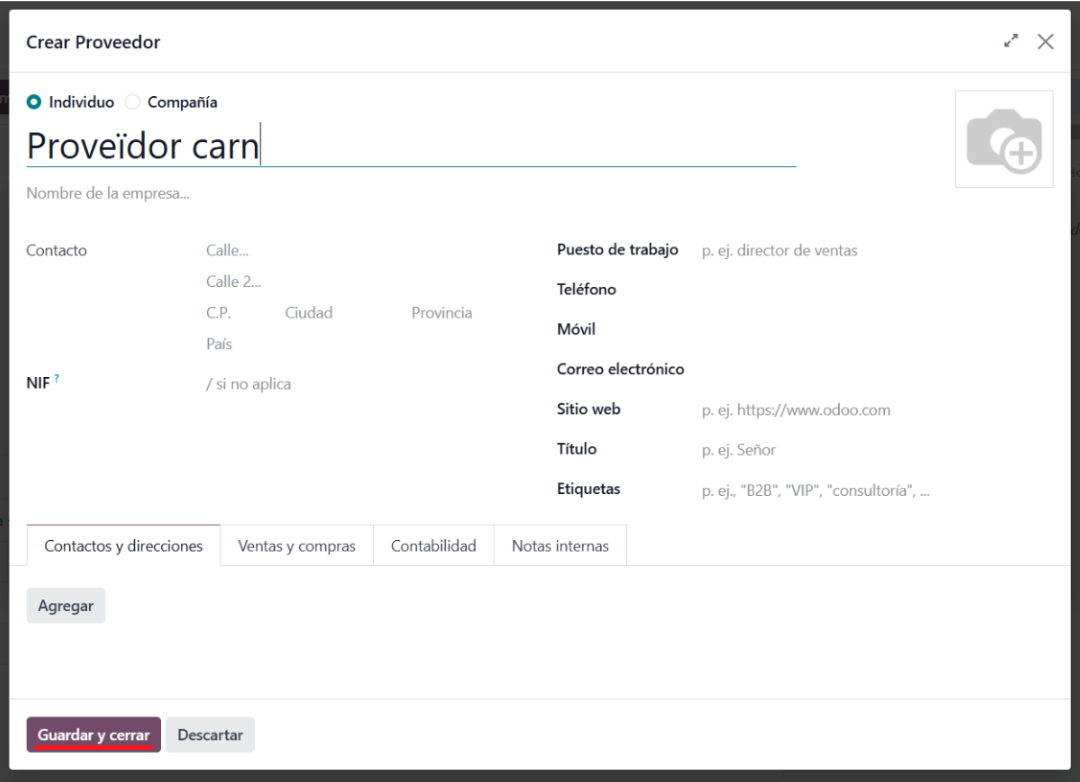 Crear Proveedor
Individuo Compañía
Proveïdor carn
Nombre de la empresa...
Contacto Calle... Puesto de trabajo p. ej. director de ventas
Calle 2... Teléfono
C.P. Ciudad Provincia Móvil
País Correo electrónico
NIF ? / si no aplica Sitio web p. ej. https://www.odoo.com
Título p. ej. Señor
Etiquetas p. ej., "B2B", "VIP", "consultoría", ...
Contactos y direcciones Ventas y compras Contabilidad Notas internas
Agregar
Guardar y cerrar Descartar